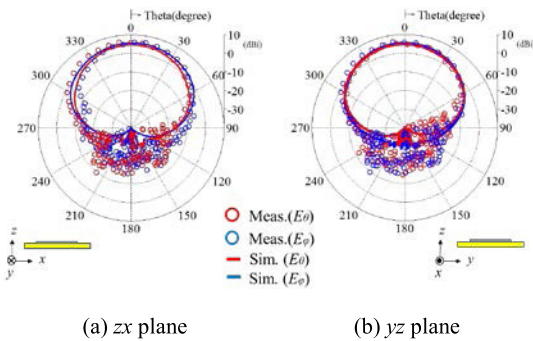 Theta(degree)
0
330
30
300
60
270
90
240
120
210
150
180
10
0
-10
-20
-30
(dBi)
Theta(degree)
0
330
30
300
60
270
90
240
120
210
150
180
10
0
-10
-20
-30
(dBi)
Meas.(Eθ)
Meas.(Eφ)
Sim. (Eθ)
Sim. (Eφ)
z
y
x
z
x
y
(a) zx plane
(b) yz plane